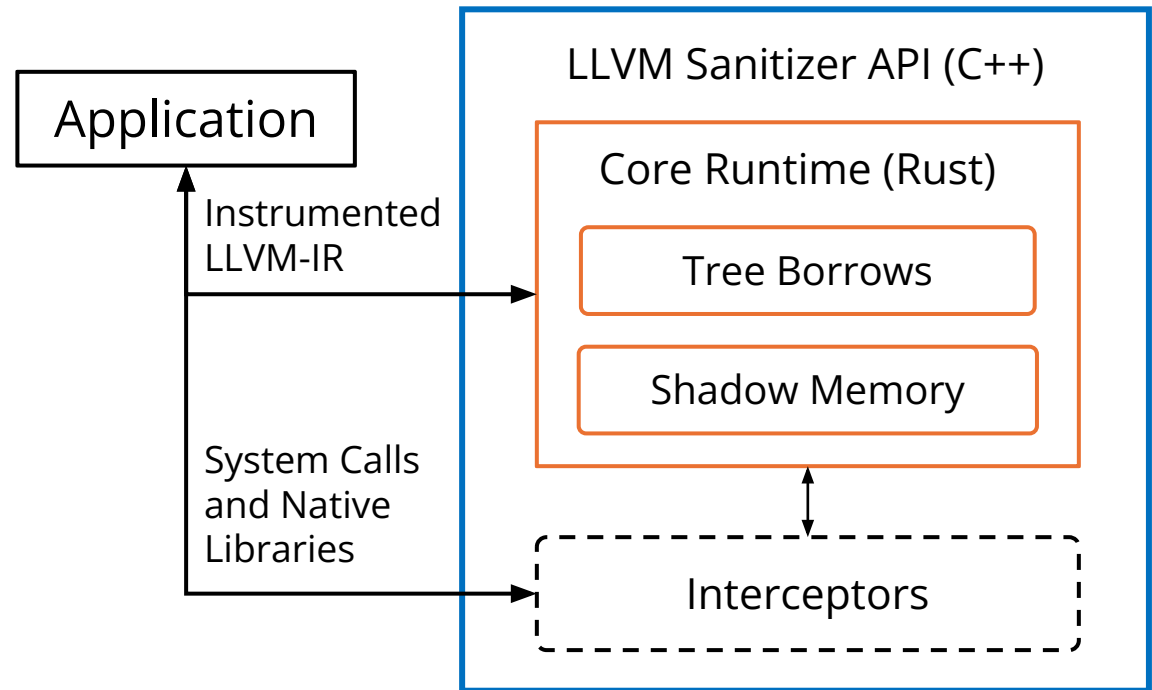 LLVM Sanitizer API (C++)
Application
Core Runtime (Rust)
Instrumented
LLVM-IR
Tree Borrows
Shadow Memory
System Calls
and Native
Libraries
Interceptors